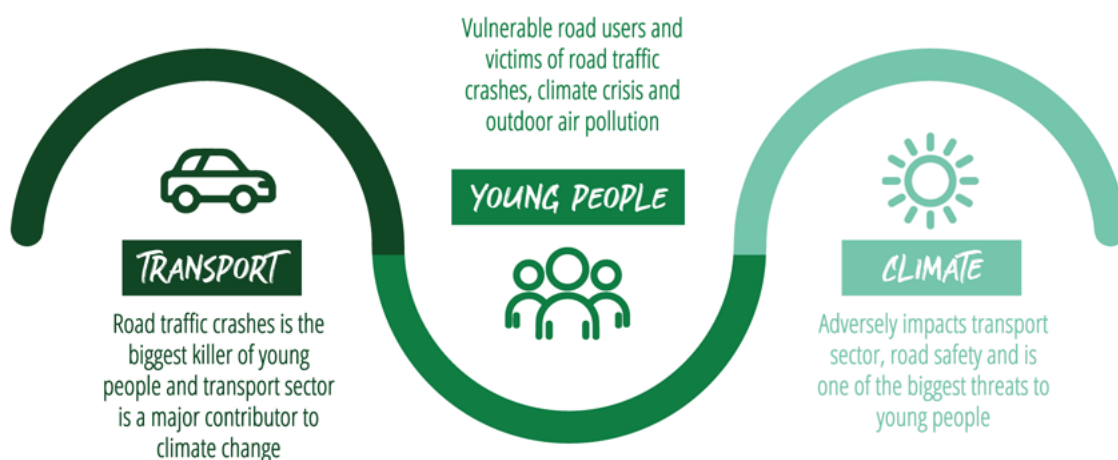 TRANSPORT
Road traffic crashes is the
biggest killer of young
people and transport sector
is a major contributor to
climate change
Vulnerable road users and
victims of road traffic
crashes, climate crisis and
outdoor air pollution
YOUNG PEOPLE
CLIMATE
Adversely impacts transport
sector, road safety and is
one of the biggest threats to
young people